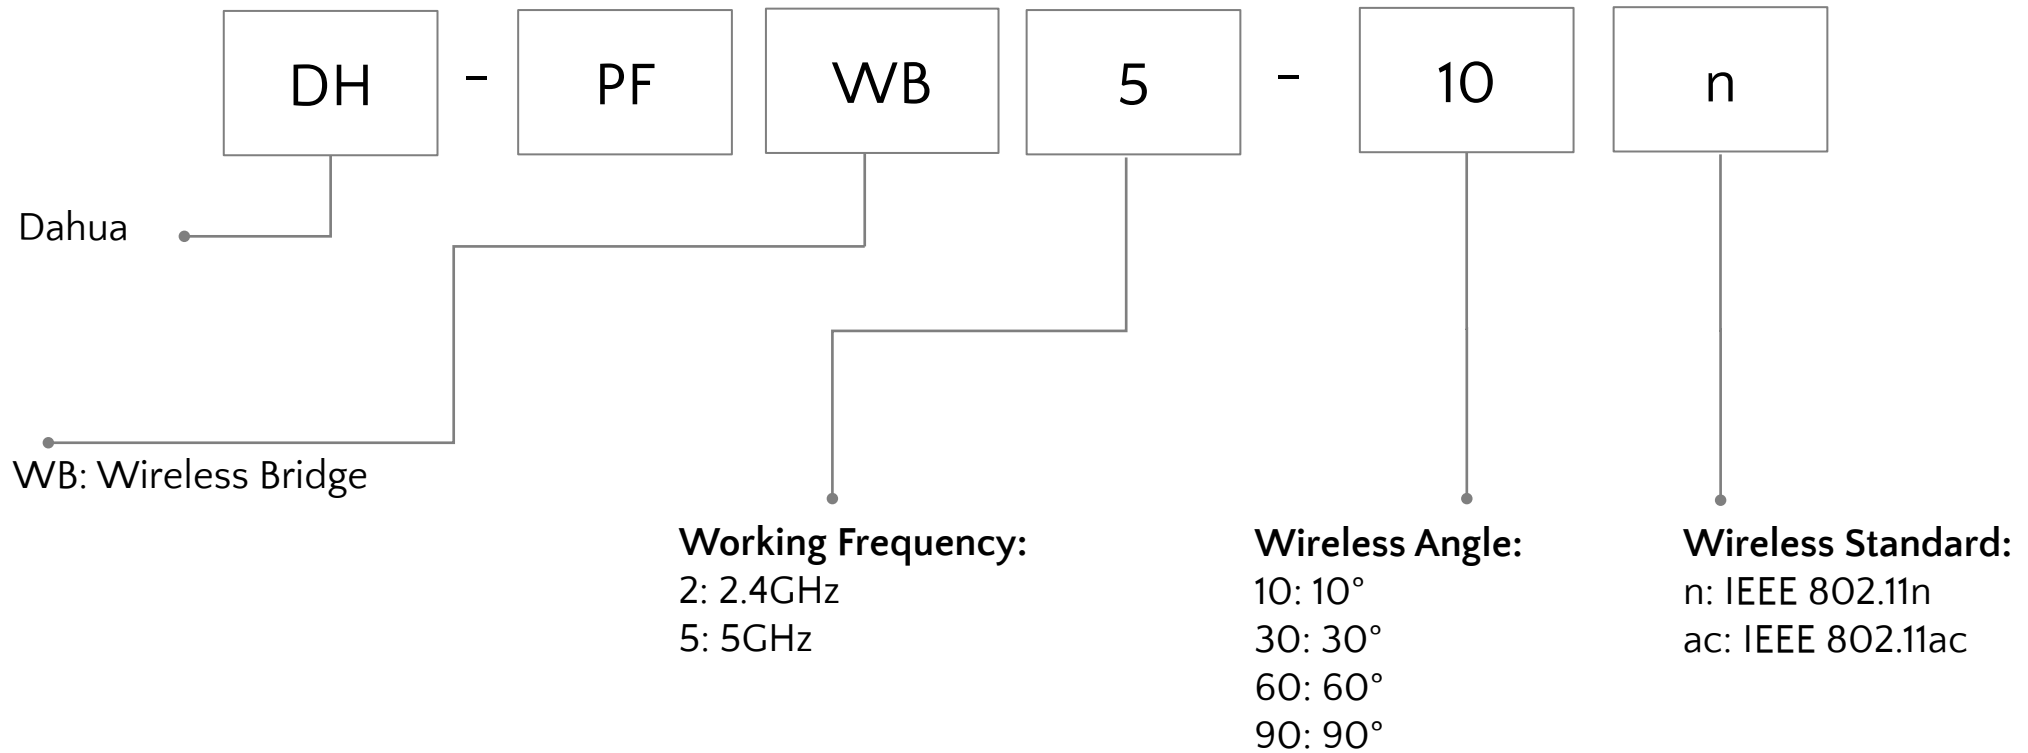 DH - PF WB 5 - 10 n
Dahua
WB: Wireless Bridge
Working Frequency:
2: 2.4GHz
5: 5GHz
Wireless Angle:
10: 10°
30: 30°
60: 60°
90: 90°
Wireless Standard:
n: IEEE 802.11n
ac: IEEE 802.11ac